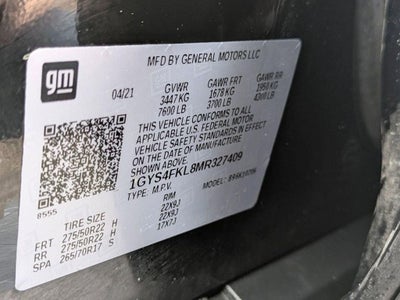 gm
MFD BY GENERAL MOTORS LLC
04/21 GVWR GAWR FRT GAWR RR
3447 KG 1678 KG 1950 KG
7600 LB 3700 LB 4300 LB
THIS VEHICLE CONFORMS TO ALL
APPLICABLE U.S. FEDERAL MOTOR
VEHICLE SAFETY STANDARDS IN EFFECT
ON THE DATE OF MANUFACTURE
SHOWN ABOVE.
1GYS4FKL8MR327409
8555 TYPE: M.P.V. MODEL:
TIRE SIZE RIM
FRT 275/50R22 H 22X9J
RR 275/50R22 H 22X9J
SPA 265/70R17 S 17X7J